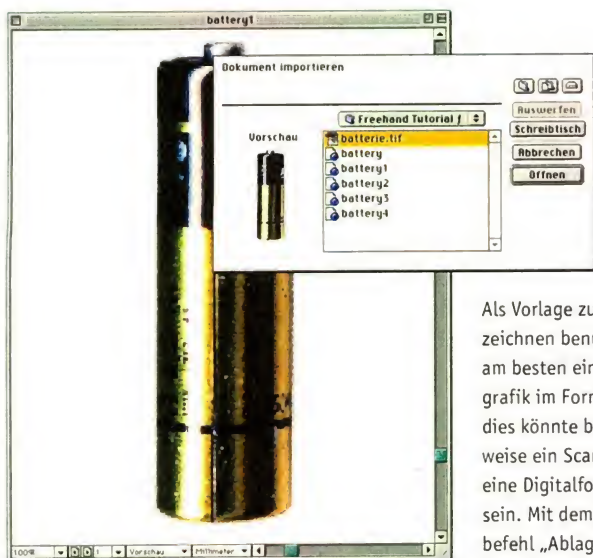 battery1
Dokument importieren
Freehand Tutorial ƒ
Vorschau
batterie.tif
battery
battery1
battery2
battery3
battery4
Auswerfen
Schreibtisch
Abbrechen
Öffnen
Als Vorlage zu
zeichnen benu
am besten ein
grafik im Form
dies könnte b
weise ein Scan
eine Digitalfo
sein. Mit dem
befehl „Ablag
100%
1
Vorschau
Millimeter